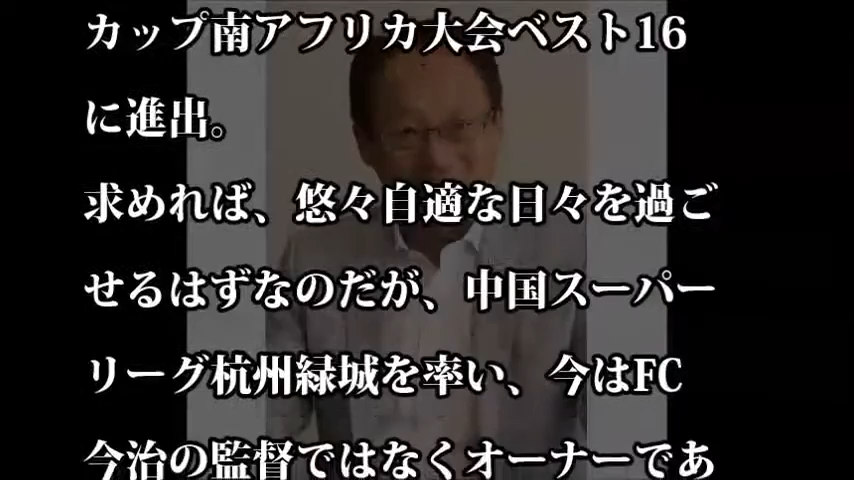 カップ南アフリカ大会ベスト16
に進出。
求めれば、悠々自適な日々を過ご
せるはずなのだが、中国スーパー
リーグ杭州緑城を率い、今はFC
今治の監督ではなくオーナーであ